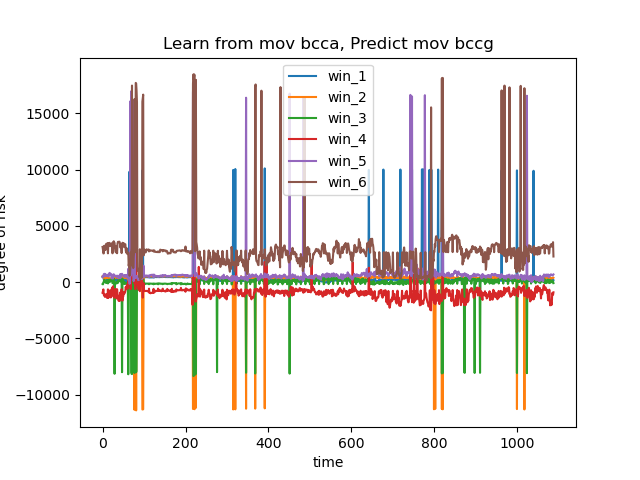 Learn from mov bcca, Predict mov bccg
win_1
win_2
win_3
win_4
win_5
win_6
15000
10000
5000
0
−5000
−10000
degree of risk
0 200 400 600 800 1000
time